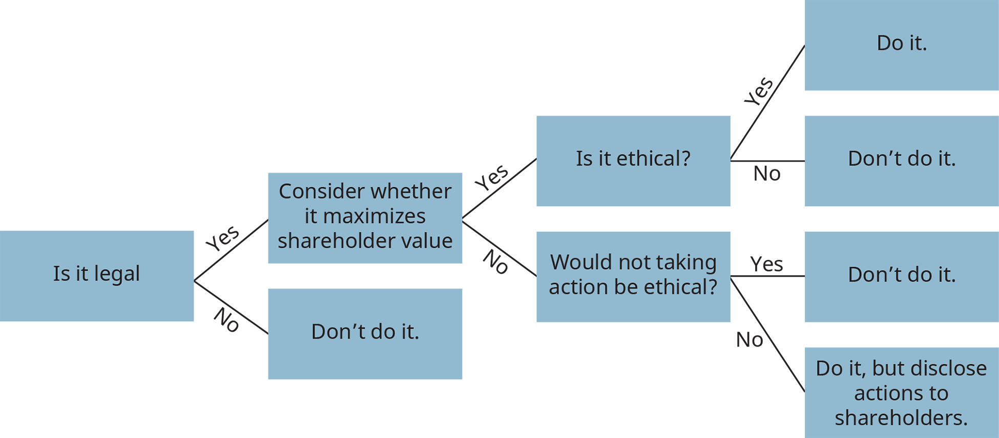 Is it legal
Yes
No
Consider whether
it maximizes
shareholder value
Don’t do it.
Yes
No
Is it ethical?
Would not taking
action be ethical?
Yes
No
Yes
No
Do it.
Don’t do it.
Don’t do it.
Do it, but disclose
actions to
shareholders.